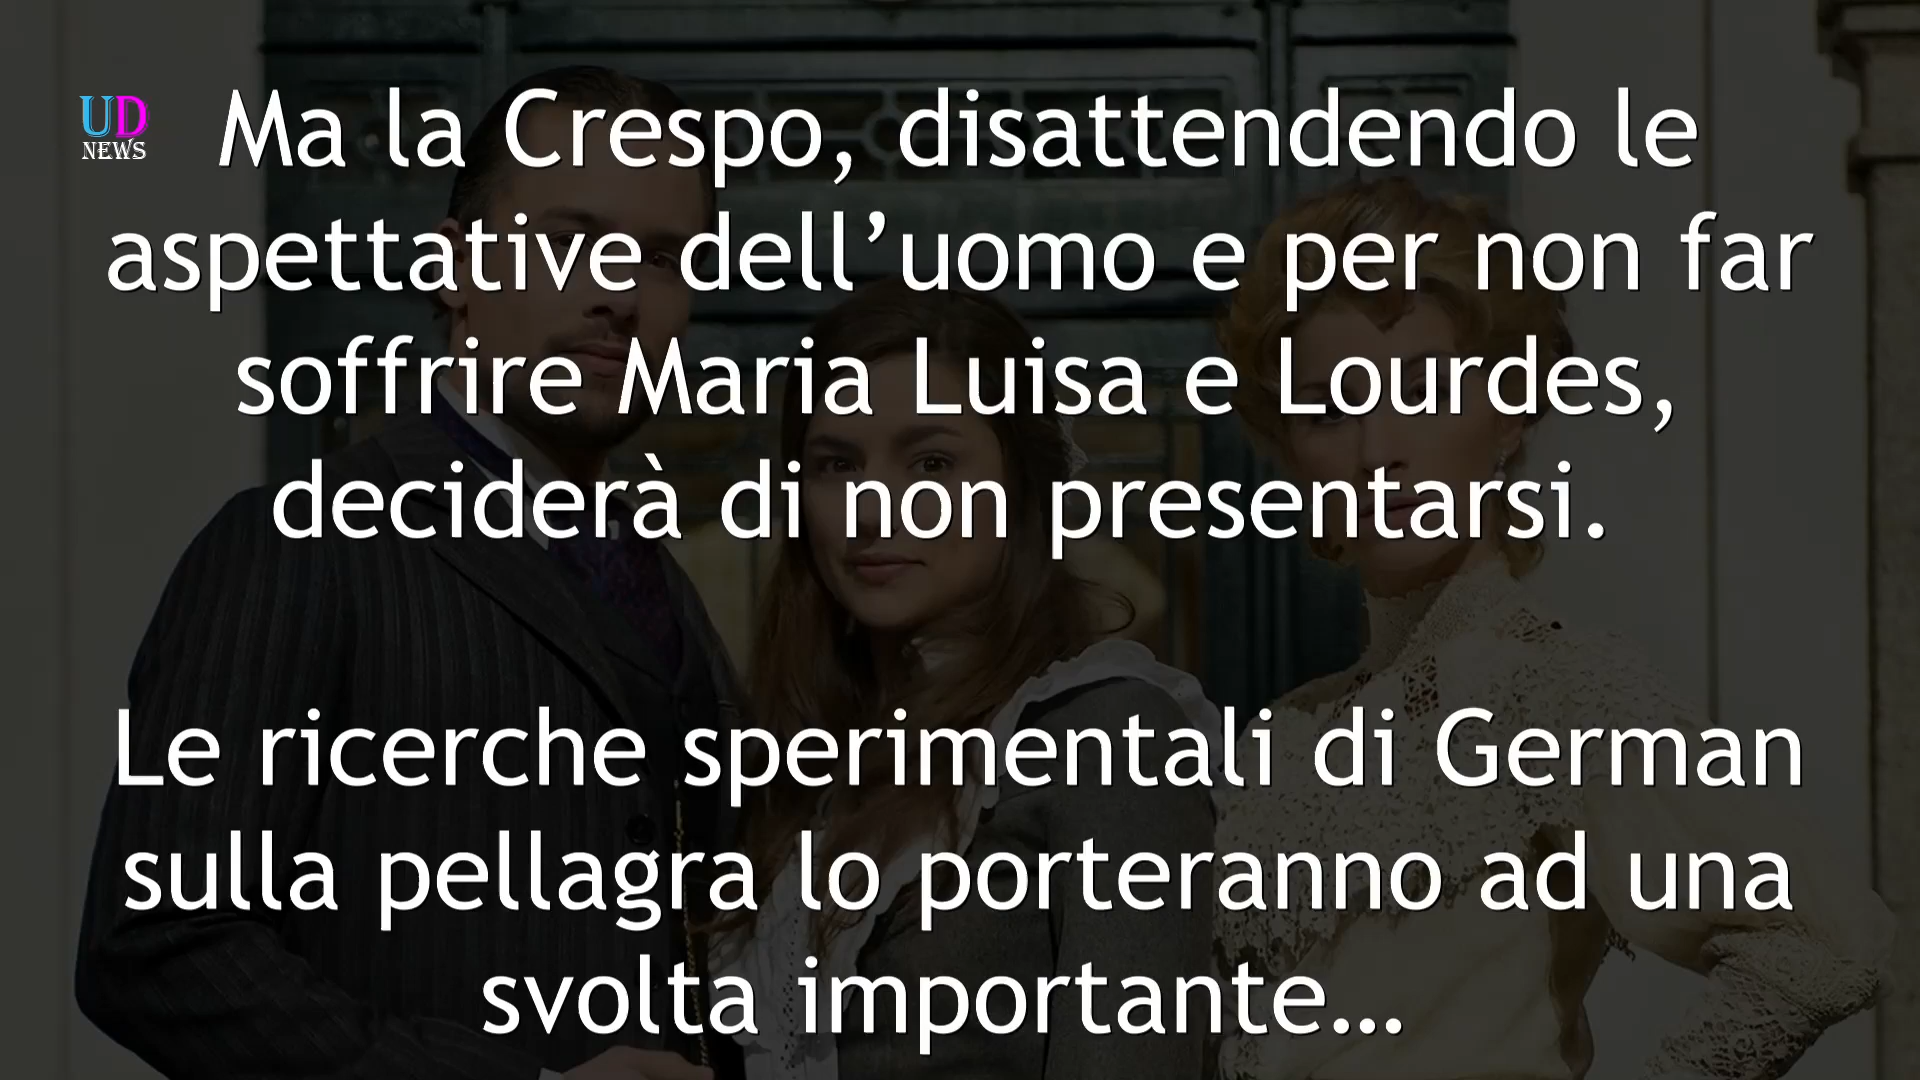 UD
NEWS
Ma la Crespo, disattendendo le
aspettative dell’uomo e per non far
soffrire Maria Luisa e Lourdes,
deciderà di non presentarsi.
Le ricerche sperimentali di German
sulla pellagra lo porteranno ad una
svolta importante...